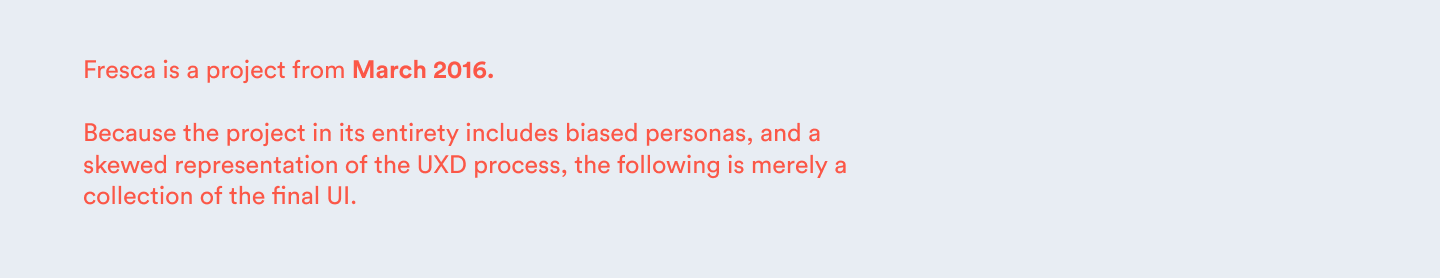 Fresca is a project from March 2016.
Because the project in its entirety includes biased personas, and a
skewed representation of the UXD process, the following is merely a
collection of the final UI.